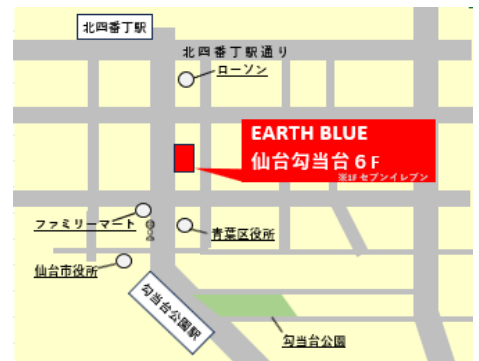 北四番丁駅
北四番丁駅通り
ローソン
EARTH BLUE
仙台勾当台6F
※1F セブンイレブン
ファミリーマート
青葉区役所
仙台市役所
勾当台公園駅
勾当台公園